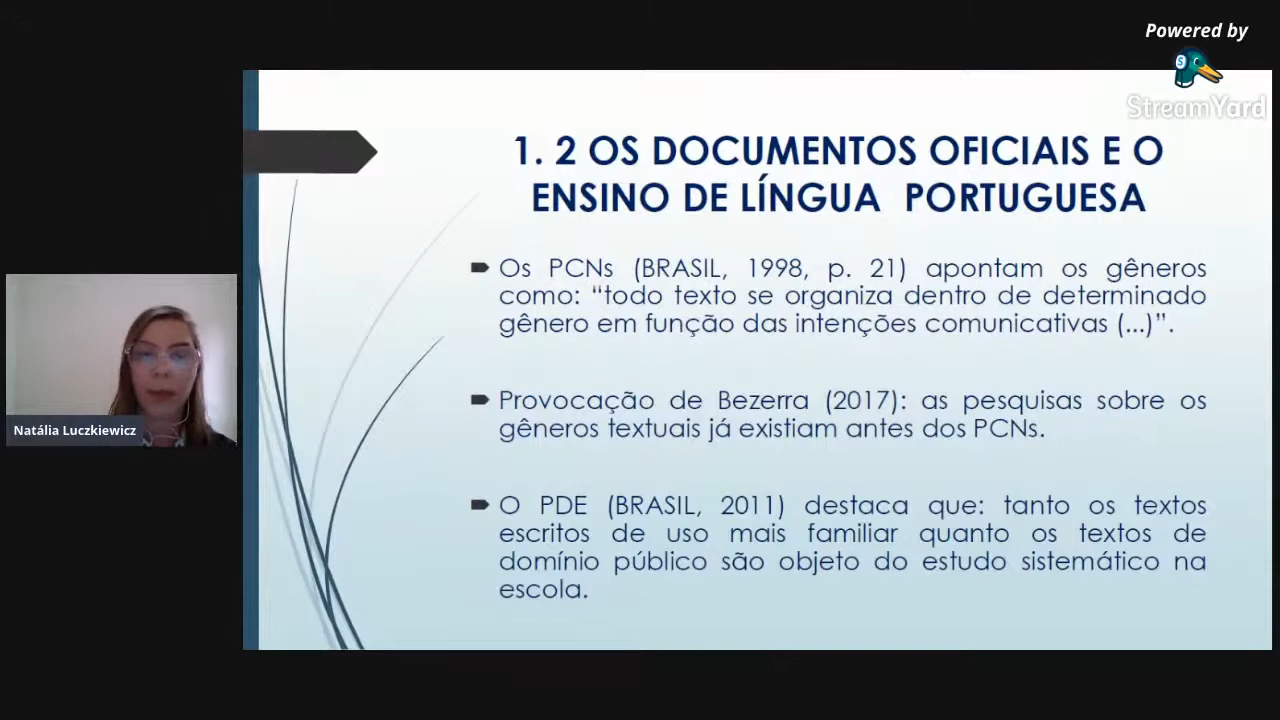 Powered by
StreamYard
1. 2 OS DOCUMENTOS OFICIAIS E O
ENSINO DE LÍNGUA PORTUGUESA
Os PCNs (BRASIL, 1998, p. 21) apontam os gêneros
como: “todo texto se organiza dentro de determinado
gênero em função das intenções comunicativas (...)”.
Provocação de Bezerra (2017): as pesquisas sobre os
gêneros textuais já existiam antes dos PCNs.
O PDE (BRASIL, 2011) destaca que: tanto os textos
escritos de uso mais familiar quanto os textos de
domínio público são objeto do estudo sistemático na
escola.
Natália Luczkiewicz